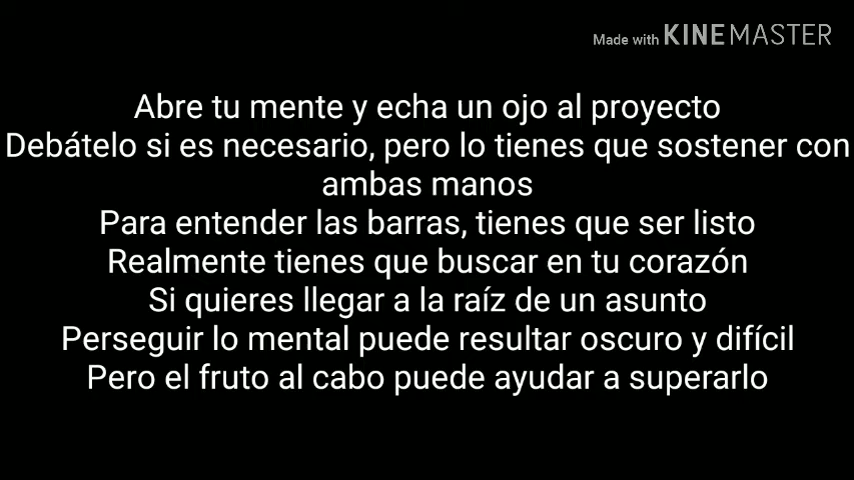 Made with KINEMASTER
Abre tu mente y echa un ojo al proyecto
Debátelo si es necesario, pero lo tienes que sostener con
ambas manos
Para entender las barras, tienes que ser listo
Realmente tienes que buscar en tu corazón
Si quieres llegar a la raíz de un asunto
Perseguir lo mental puede resultar oscuro y difícil
Pero el fruto al cabo puede ayudar a superarlo